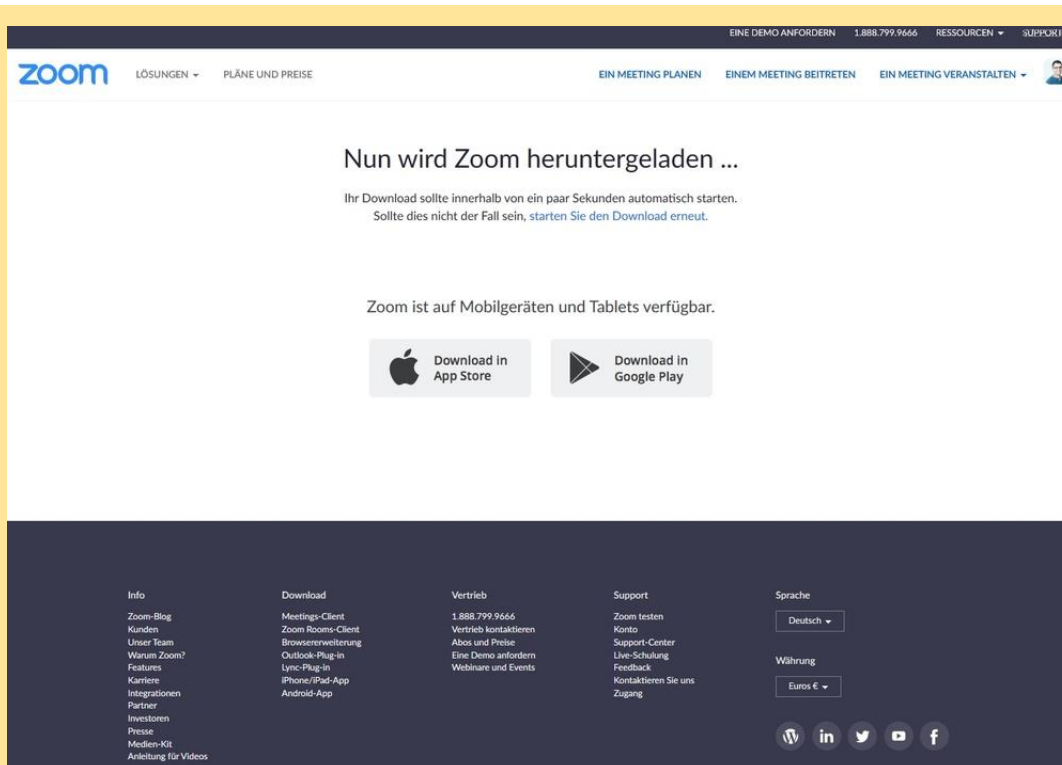 EINE DEMO ANFORDERN 1.888.799.9666 RESSOURCEN SUPPORT
zoom LÖSUNGEN PLÄNE UND PREISE EIN MEETING PLANEN EINEM MEETING BEITRETEN EIN MEETING VERANSTALTEN
Nun wird Zoom heruntergeladen ...
Ihr Download sollte innerhalb von ein paar Sekunden automatisch starten.
Sollte dies nicht der Fall sein, starten Sie den Download erneut.
Zoom ist auf Mobilgeräten und Tablets verfügbar.
Download in
App Store
Download in
Google Play
Info
Zoom-Blog
Kunden
Unser Team
Warum Zoom?
Features
Karriere
Integrationen
Partner
Investoren
Presse
Medien-Kit
Anleitung für Videos
Download
Meetings-Client
Zoom Rooms-Client
Browsererweiterung
Outlook-Plug-in
Lync-Plug-in
iPhone/iPad-App
Android-App
Vertrieb
1.888.799.9666
Vertrieb kontaktieren
Abos und Preise
Eine Demo anfordern
Webinare und Events
Support
Zoom testen
Konto
Support-Center
Live-Schulung
Feedback
Kontaktieren Sie uns
Zugang
Sprache
Deutsch
Währung
Euros €